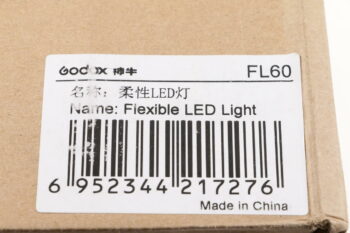 Godox 神牛 FL60
名称：柔性LED灯
Name: Flexible LED Light
6 952344 217276
Made in China